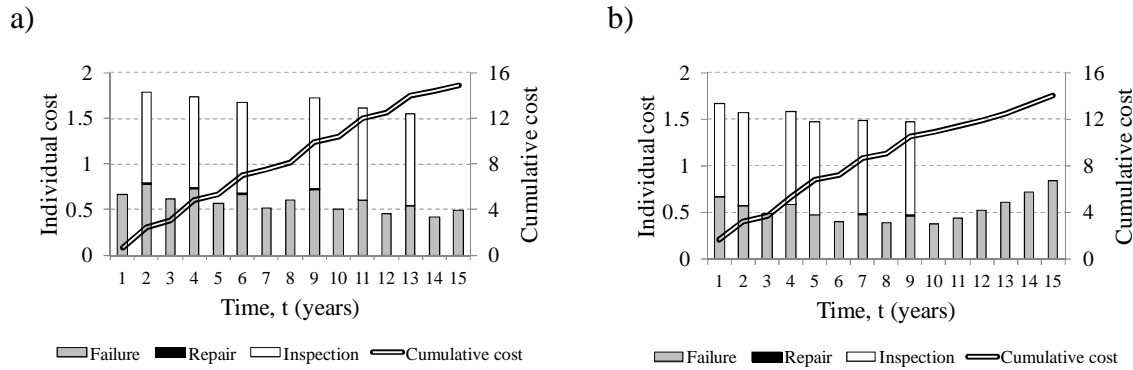 a)
Individual cost
2
1.5
1
0.5
0
16
12
8
4
0
Cumulative cost
1 2 3 4 5 6 7 8 9 10 11 12 13 14 15
Time, t (years)
Failure Repair Inspection Cumulative cost
b)
Individual cost
2
1.5
1
0.5
0
16
12
8
4
0
Cumulative cost
1 2 3 4 5 6 7 8 9 10 11 12 13 14 15
Time, t (years)
Failure Repair Inspection Cumulative cost